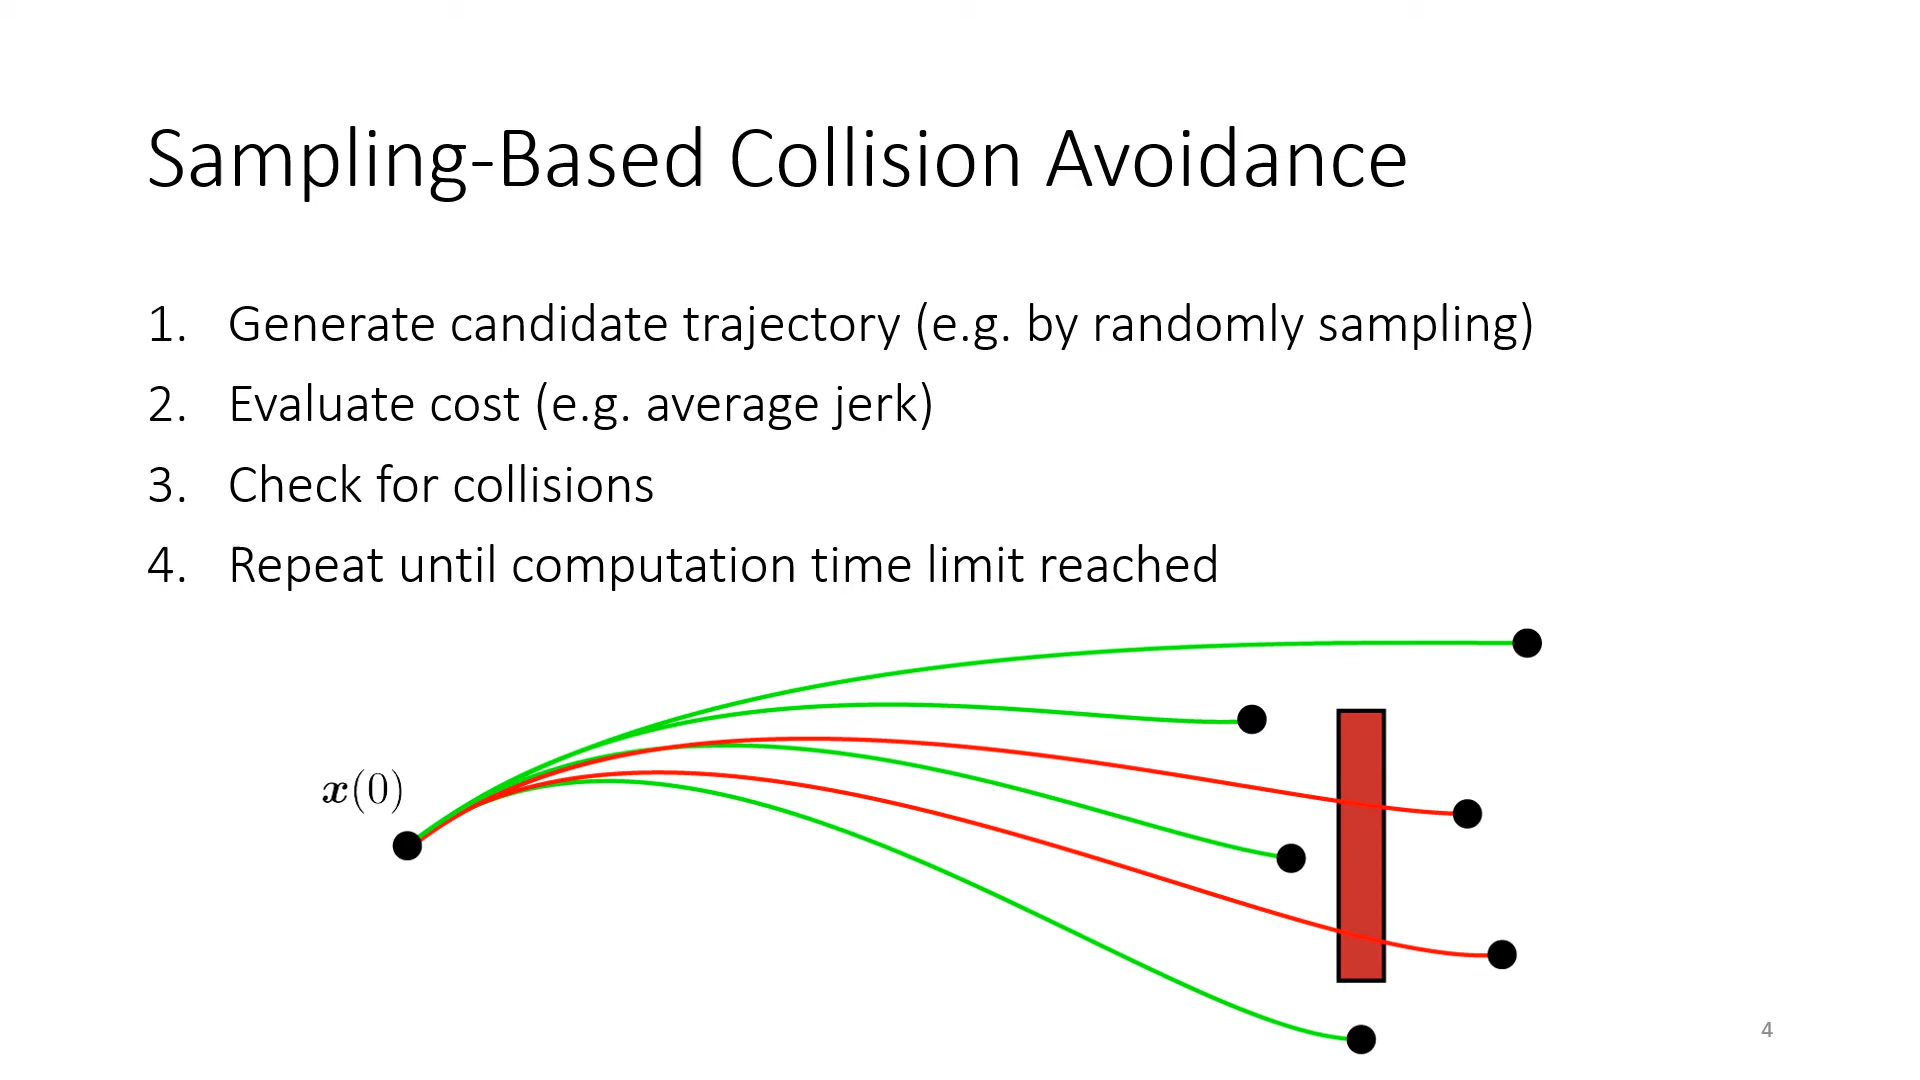 Sampling-Based Collision Avoidance
1. Generate candidate trajectory (e.g. by randomly sampling)
2. Evaluate cost (e.g. average jerk)
3. Check for collisions
4. Repeat until computation time limit reached
x(0)
4